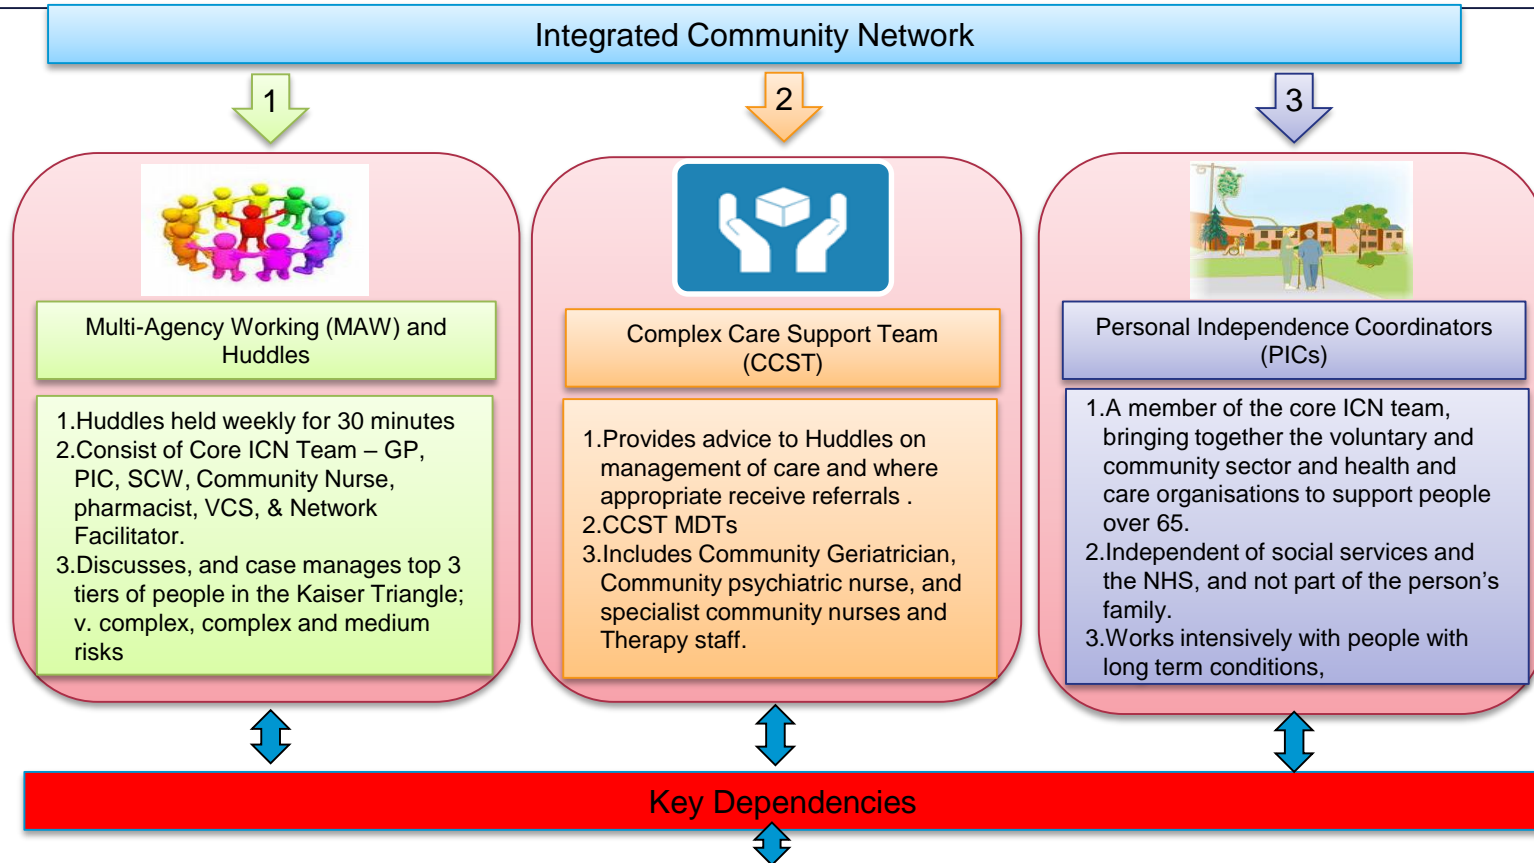 Integrated Community Network
1
2
3
Multi-Agency Working (MAW) and
Huddles
1.Huddles held weekly for 30 minutes
2.Consist of Core ICN Team – GP,
PIC, SCW, Community Nurse,
pharmacist, VCS, & Network
Facilitator.
3.Discusses, and case manages top 3
tiers of people in the Kaiser Triangle;
v. complex, complex and medium
risks
Complex Care Support Team
(CCST)
1.Provides advice to Huddles on
management of care and where
appropriate receive referrals .
2.CCST MDTs
3.Includes Community Geriatrician,
Community psychiatric nurse, and
specialist community nurses and
Therapy staff.
Personal Independence Coordinators
(PICs)
1.A member of the core ICN team,
bringing together the voluntary and
community sector and health and
care organisations to support people
over 65.
2.Independent of social services and
the NHS, and not part of the person’s
family.
3.Works intensively with people with
long term conditions,
Key Dependencies